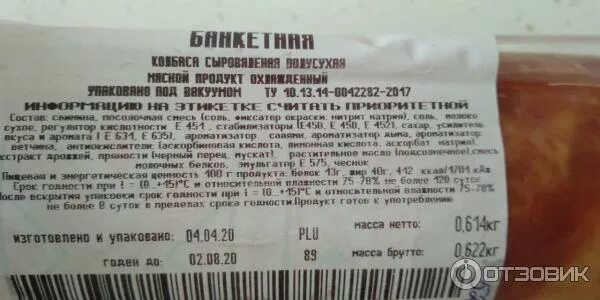 БАНКЕТНАЯ
КОЛБАСА СЫРОВЯЛЕНАЯ ПОЛУСУХАЯ
МЯСНОЙ ПРОДУКТ ОХЛАЖДЕННЫЙ
УПАКОВАНО ПОД ВАКУУМОМ ТУ 10.13.14-0042282-2017
ИНФОРМАЦИЮ НА ЭТИКЕТКЕ СЧИТАТЬ ПРИОРИТЕТНОЙ
Состав: свинина, посолочная смесь (соль, фиксатор окраски: нитрит натрия), соль, молоко
сухое, регулятор кислотности Е 451, стабилизаторы (Е450, Е 450, Е 452), сахар, усилитель
вкуса и аромата ( Е 631, Е 635), ароматизатор салями, ароматизатор дыма, ароматизатор
ветчина, антиокислители (аскорбиновая кислота, лимонная кислота, аскорбат натрия),
экстракт дрожжей, пряности (черный перец, мускат), растительное масло (подсолнечное),смесь
молочных белков, эмульгатор Е 575, чеснок
Пищевая и энергетическая ценность 100 г продукта: белок 13г, жир 40г, 412 ккал/1701 кДж
Срок годности при t = (0...+15)°С и относительной влажности 75-78% не более 120 суток
После вскрытия упаковки срок годности при t = (0...+15)°С и относительной влажности 75-78%
не более 8 суток в пределах срока годности Продукт готов к употреблению
изготовлено и упаковано: 04.04.20 PLU масса нетто: 0,614кг
годен до: 02.08.20 89 масса брутто: 0,622кг
ОТЗОВИК